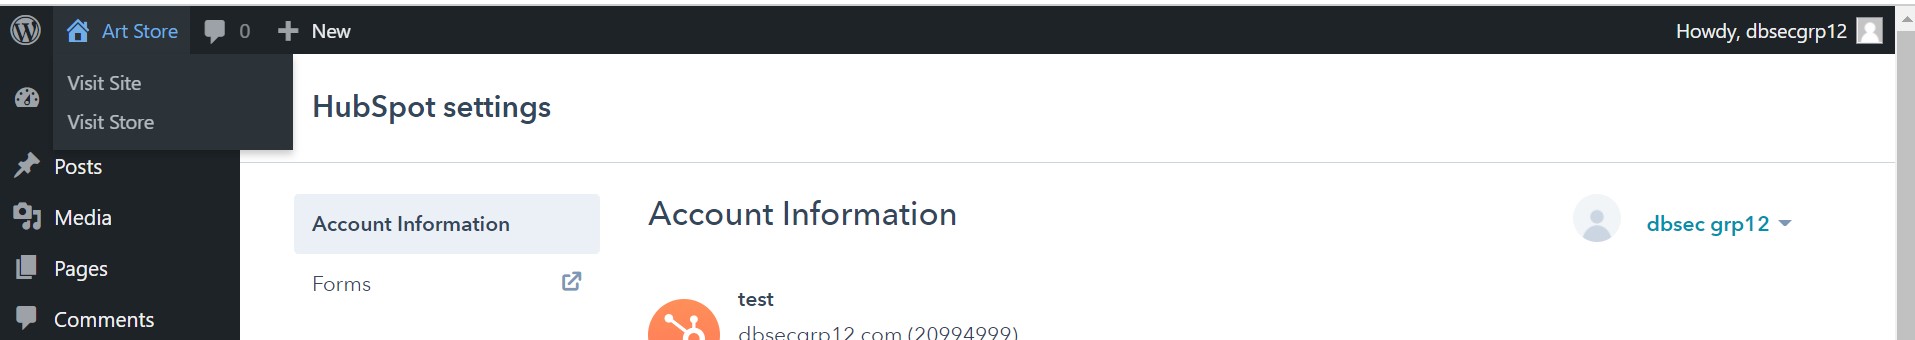 Art Store 0 New Howdy, dbsecgrp12
Visit Site
Visit Store
HubSpot settings
Posts
Media
Pages
Comments
Account Information
Forms
Account Information
dbsec grp12
test
dbsecgrp12.com (20994999)